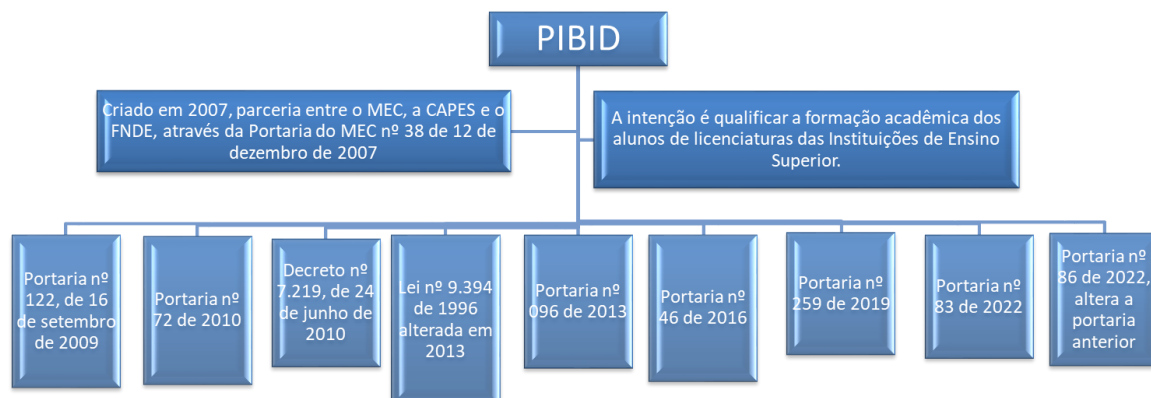 PIBID
Criado em 2007, parceria entre o MEC, a CAPES e o
FNDE, através da Portaria do MEC nº 38 de 12 de
dezembro de 2007
A intenção é qualificar a formação acadêmica dos
alunos de licenciaturas das Instituições de Ensino
Superior.
Portaria nº
122, de 16
de setembro
de 2009
Portaria nº
72 de 2010
Decreto nº
7.219, de 24
de junho de
2010
Lei nº 9.394
de 1996
alterada em
2013
Portaria nº
096 de 2013
Portaria nº
46 de 2016
Portaria nº
259 de 2019
Portaria nº
83 de 2022
Portaria nº
86 de 2022,
altera a
portaria
anterior